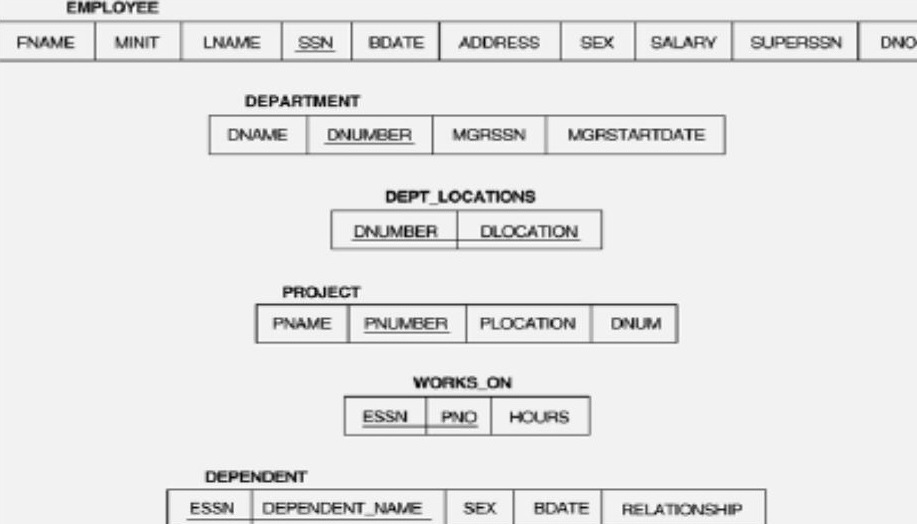 EMPLOYEE
FNAME MINIT LNAME SSN BDATE ADDRESS SEX SALARY SUPERSSN DNO
DEPARTMENT
DNAME DNUMBER MGRSSN MGRSTARTDATE
DEPT_LOCATIONS
DNUMBER DLOCATION
PROJECT
PNAME PNUMBER PLOCATION DNUM
WORKS_ON
ESSN PNO HOURS
DEPENDENT
ESSN DEPENDENT_NAME SEX BDATE RELATIONSHIP